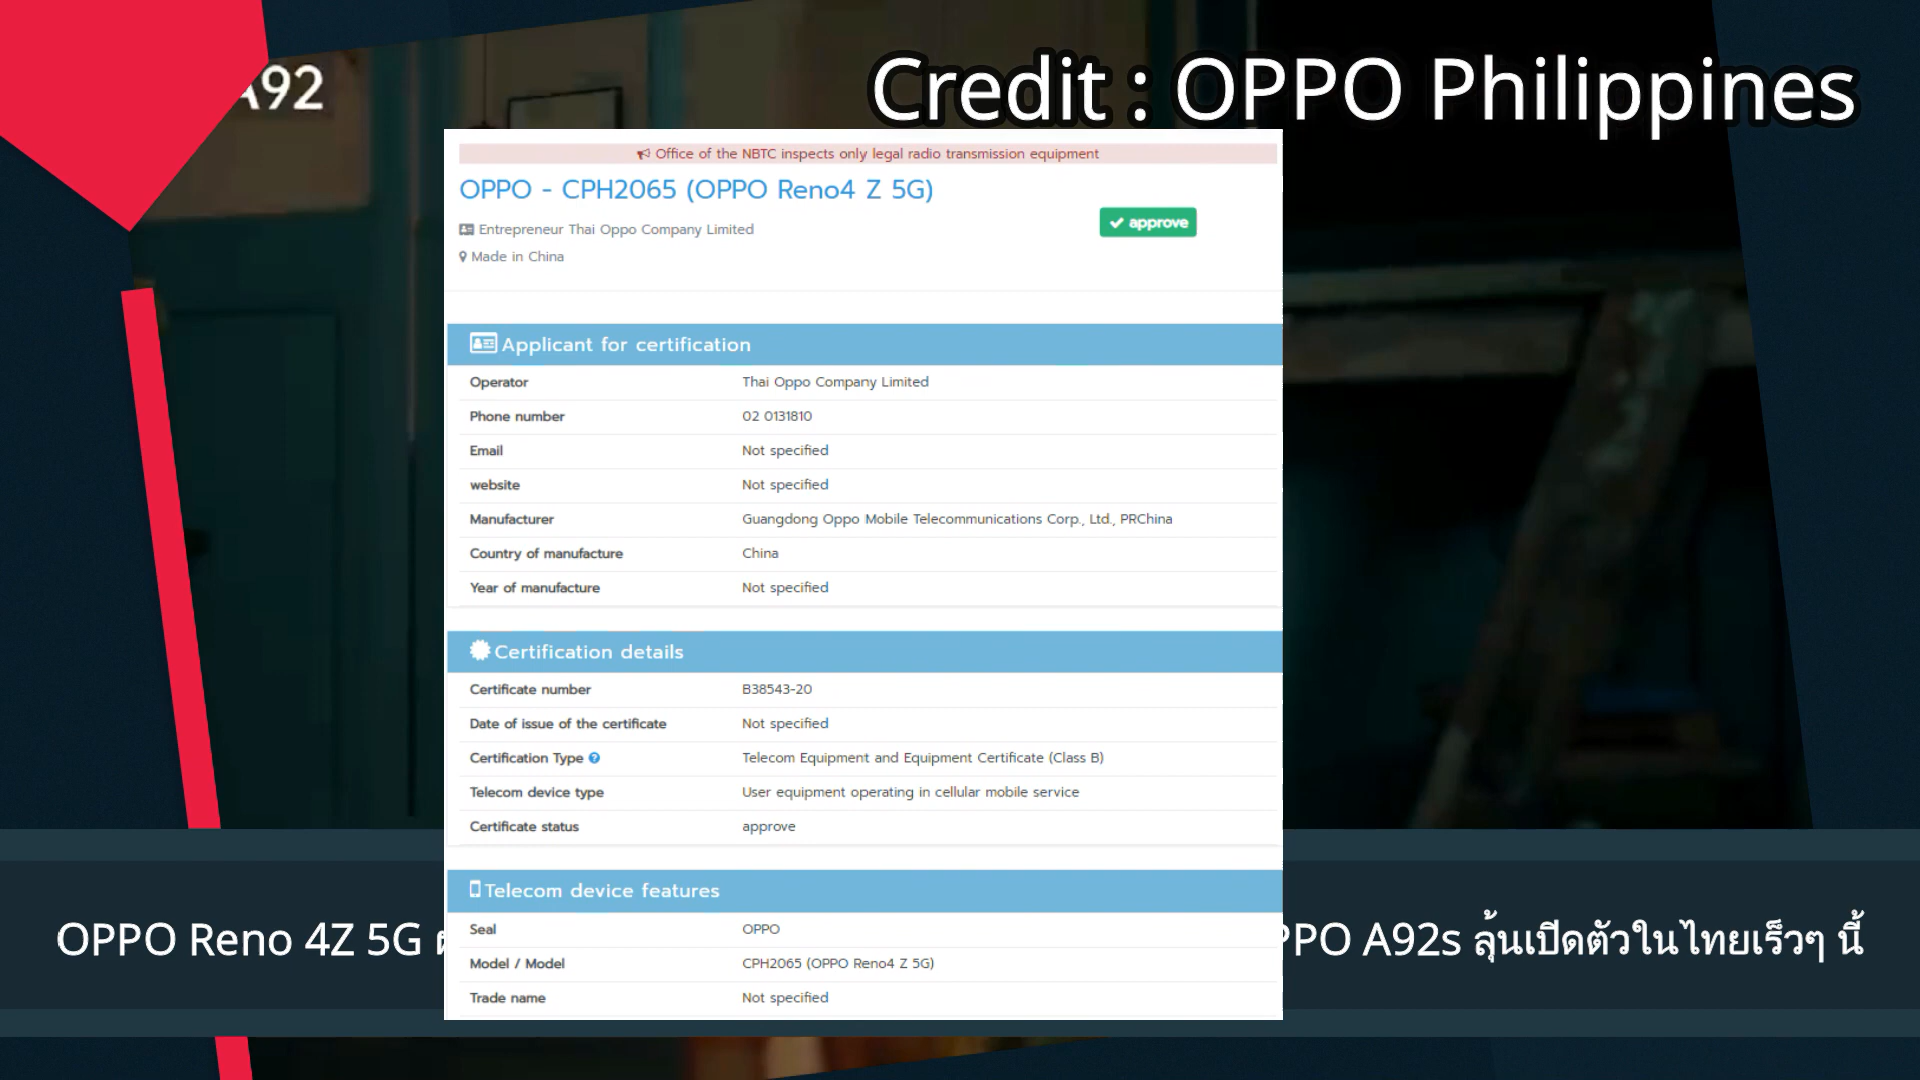 A92
Credit : OPPO Philippines
Office of the NBTC inspects only legal radio transmission equipment
OPPO - CPH2065 (OPPO Reno4 Z 5G)
approve
Entrepreneur Thai Oppo Company Limited
Made in China
Applicant for certification
Operator Thai Oppo Company Limited
Phone number 02 0131810
Email Not specified
website Not specified
Manufacturer Guangdong Oppo Mobile Telecommunications Corp., Ltd., PRChina
Country of manufacture China
Year of manufacture Not specified
Certification details
Certificate number B38543-20
Date of issue of the certificate Not specified
Certification Type Telecom Equipment and Equipment Certificate (Class B)
Telecom device type User equipment operating in cellular mobile service
Certificate status approve
Telecom device features
Seal OPPO
Model / Model CPH2065 (OPPO Reno4 Z 5G)
Trade name Not specified
OPPO Reno 4Z 5G
PPO A92s ลุ้นเปิดตัวในไทยเร็วๆ นี้